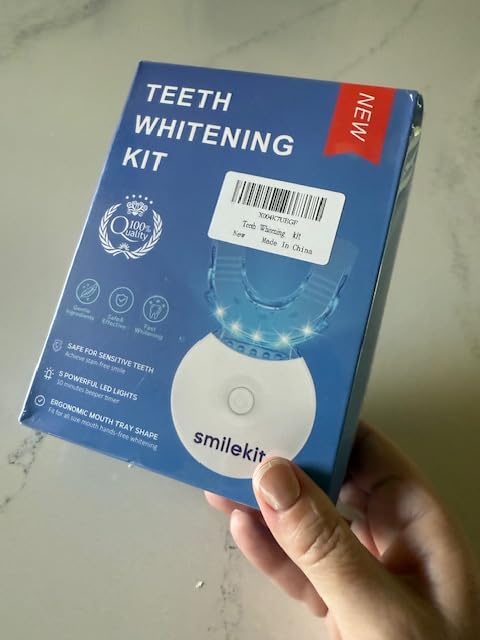 TEETH
WHITENING
KIT
NEW
Teeth Whitening kit
New Made In China
100%
Quality
Gentle
Ingredients
Safe&
Effective
Fast
Whitening
SAFE FOR SENSITIVE TEETH
Achieve stain-free smile
5 POWERFUL LED LIGHTS
10 minutes beeper timer
ERGONOMIC MOUTH TRAY SHAPE
Fit for all size mouth hands-free whitening
smilekit